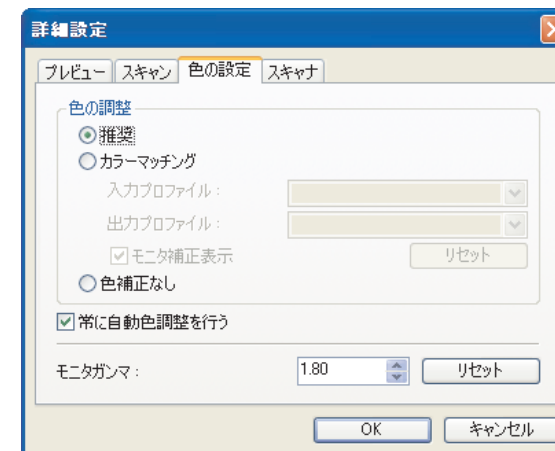 詳細設定
プレビュー スキャン 色の設定 スキャナ
色の調整
推奨
カラーマッチング
入力プロファイル :
出力プロファイル :
モニタ補正表示 リセット
色補正なし
常に自動色調整を行う
モニタガンマ : 1.80 リセット
OK キャンセル